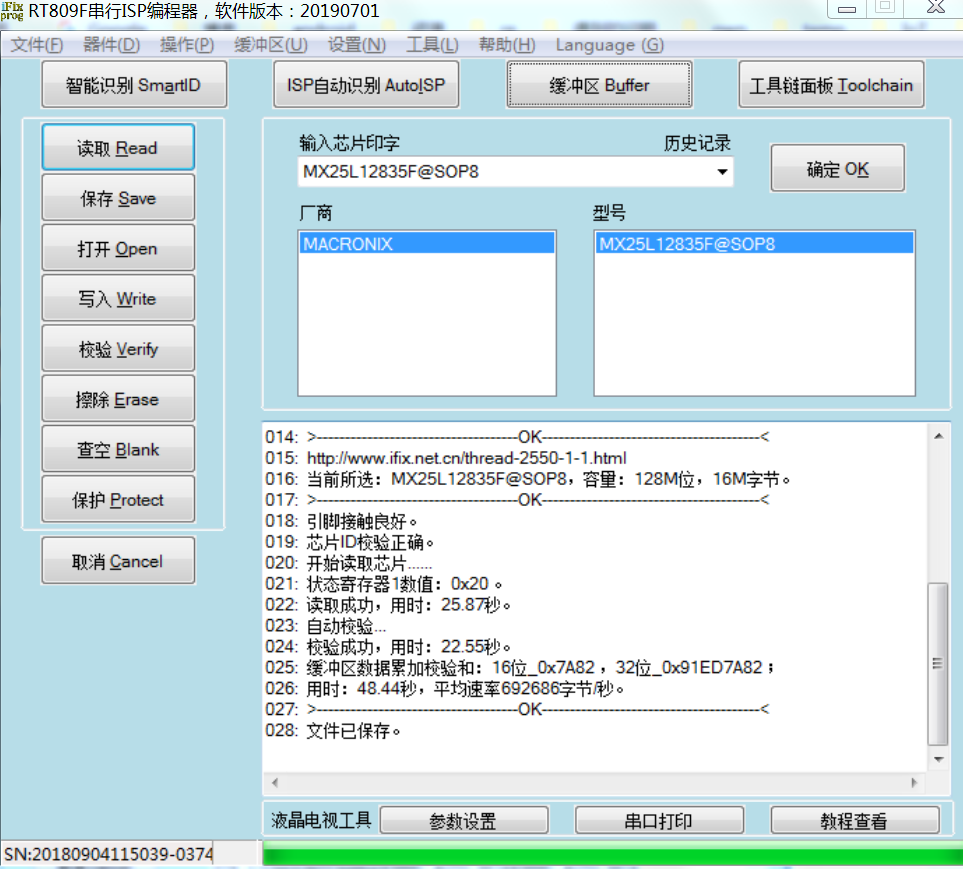 iFix prog RT809F串行ISP编程器，软件版本：20190701
文件(F) 器件(D) 操作(P) 缓冲区(U) 设置(N) 工具(L) 帮助(H) Language (G)
智能识别 SmartID ISP自动识别 AutoISP 缓冲区 Buffer 工具链面板 Toolchain
读取 Read
保存 Save
打开 Open
写入 Write
校验 Verify
擦除 Erase
查空 Blank
保护 Protect
取消 Cancel
输入芯片印字 历史记录
MX25L12835F@SOP8 确定 OK
厂商 型号
MACRONIX MX25L12835F@SOP8
014: >--------------------------------------OK-----------------------------------------<
015: http://www.ifix.net.cn/thread-2550-1-1.html
016: 当前所选：MX25L12835F@SOP8，容量：128M位，16M字节。
017: >--------------------------------------OK-----------------------------------------<
018: 引脚接触良好。
019: 芯片ID校验正确。
020: 开始读取芯片......
021: 状态寄存器1数值：0x20 。
022: 读取成功，用时：25.87秒。
023: 自动校验...
024: 校验成功，用时：22.55秒。
025: 缓冲区数据累加校验和：16位_0x7A82 ，32位_0x91ED7A82 ；
026: 用时：48.44秒，平均速率692686字节/秒。
027: >--------------------------------------OK-----------------------------------------<
028: 文件已保存。
液晶电视工具 参数设置 串口打印 教程查看
SN:20180904115039-0374